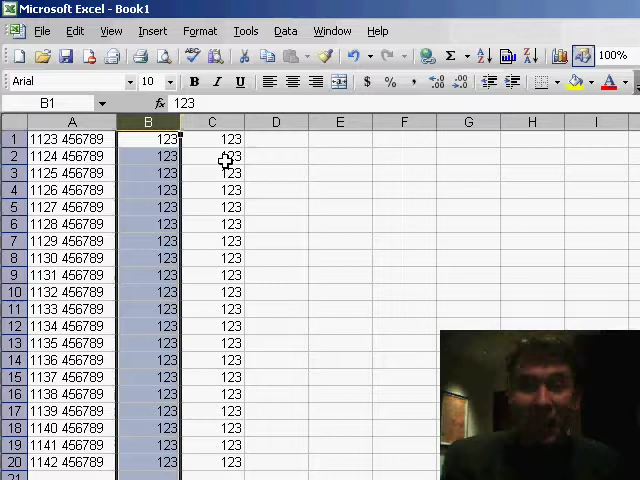 Microsoft Excel - Book1
File Edit View Insert Format Tools Data Window Help
100%
Arial 10 B I U $ % ,
B1 fx 123
A B C D E F G H I
1 1123 456789 123 123
2 1124 456789 123 123
3 1125 456789 123 123
4 1126 456789 123 123
5 1127 456789 123 123
6 1128 456789 123 123
7 1129 456789 123 123
8 1130 456789 123 123
9 1131 456789 123 123
10 1132 456789 123 123
11 1133 456789 123 123
12 1134 456789 123 123
13 1135 456789 123 123
14 1136 456789 123 123
15 1137 456789 123 123
16 1138 456789 123 123
17 1139 456789 123 123
18 1140 456789 123 123
19 1141 456789 123 123
20 1142 456789 123 123